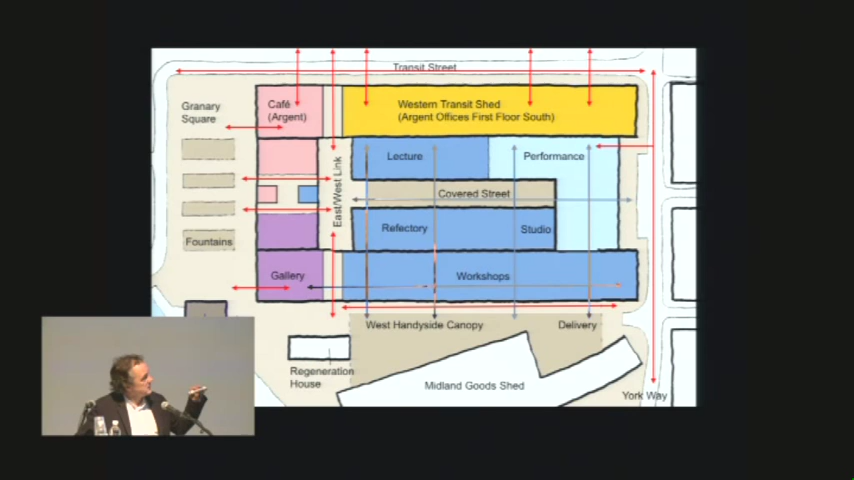 Transit Street
Granary
Square
Café
(Argent)
Western Transit Shed
(Argent Offices First Floor South)
Lecture
Performance
East/West Link
Covered Street
Refectory
Studio
Fountains
Gallery
Workshops
West Handyside Canopy
Delivery
Regeneration
House
Midland Goods Shed
York Way